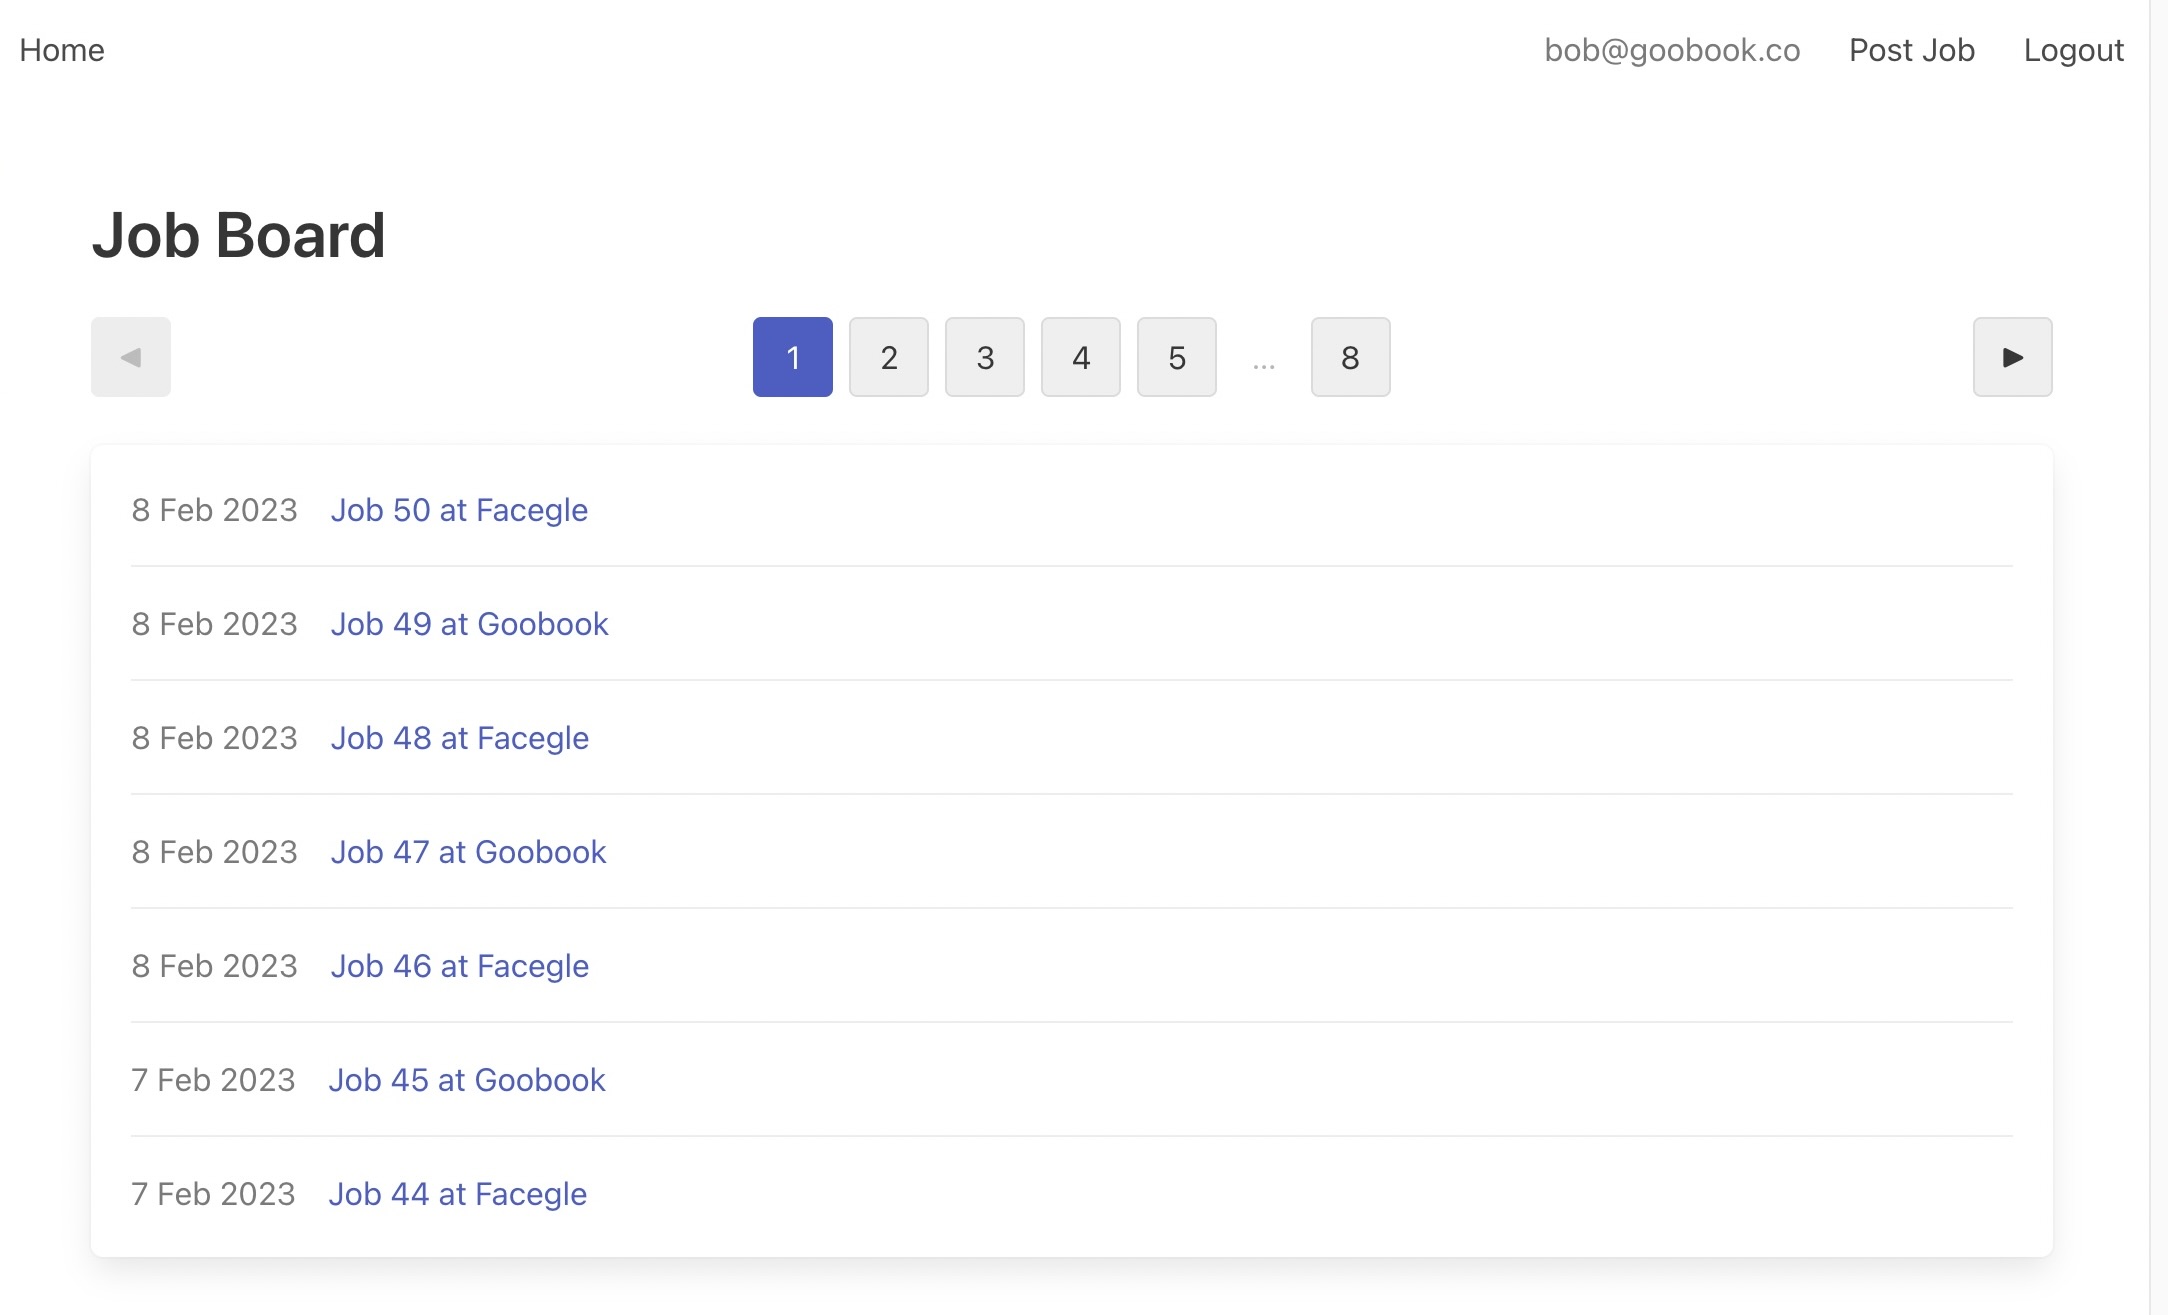 Home bob@goobook.co Post Job Logout
Job Board
◀ 1 2 3 4 5 … 8 ▶
8 Feb 2023 Job 50 at Facegle
8 Feb 2023 Job 49 at Goobook
8 Feb 2023 Job 48 at Facegle
8 Feb 2023 Job 47 at Goobook
8 Feb 2023 Job 46 at Facegle
7 Feb 2023 Job 45 at Goobook
7 Feb 2023 Job 44 at Facegle